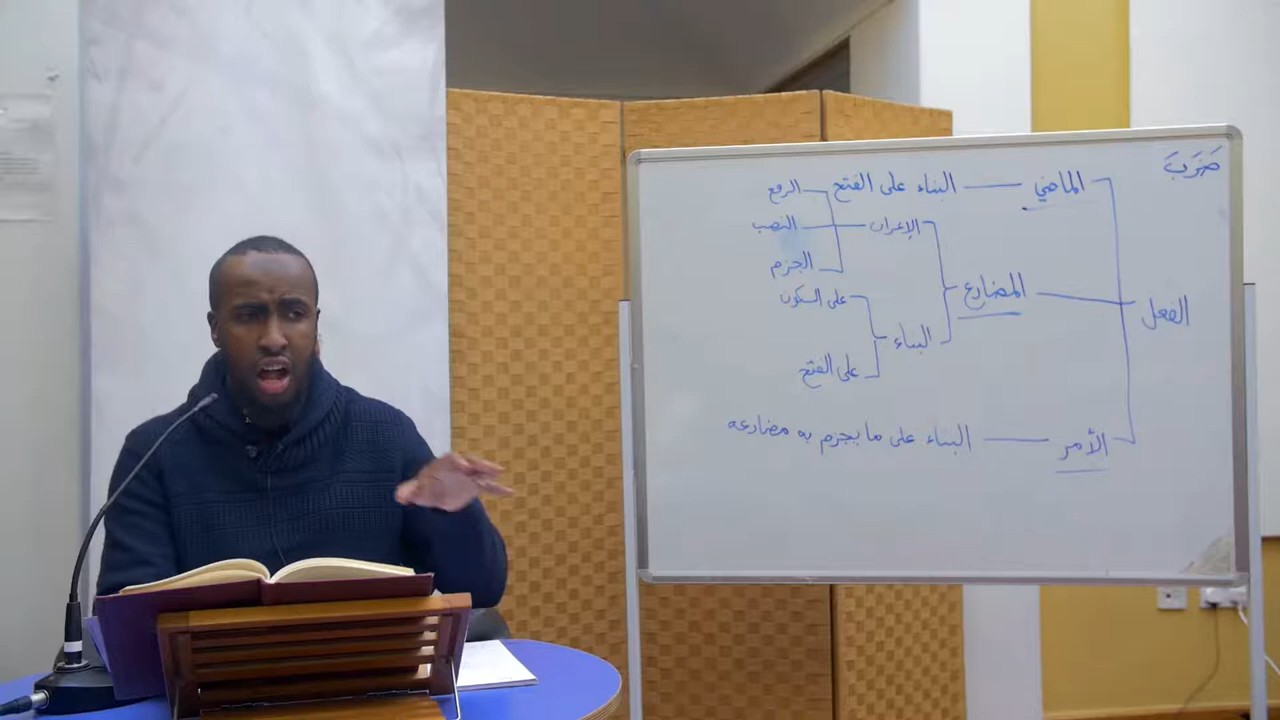 ضَرَبَ
الماضي البناء على الفتح الرفع
الإعراب النصب
الجزم
الفعل المضارع على السكون
البناء
على الفتح
الأمر البناء على ما يجزم به مضارعه